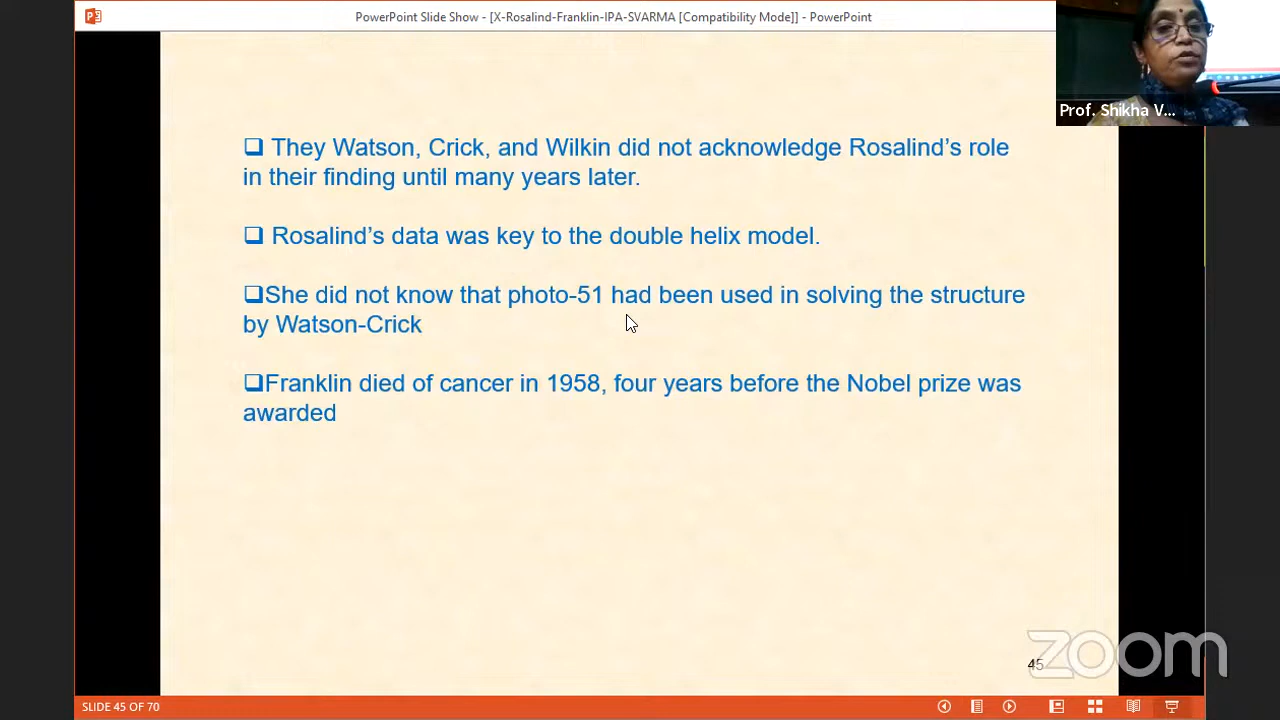 PowerPoint Slide Show - [X-Rosalind-Franklin-IPA-SVARMA [Compatibility Mode]] - PowerPoint
Prof. Shikha V...
❑ They Watson, Crick, and Wilkin did not acknowledge Rosalind’s role
in their finding until many years later.
❑ Rosalind’s data was key to the double helix model.
❑She did not know that photo-51 had been used in solving the structure
by Watson-Crick
❑Franklin died of cancer in 1958, four years before the Nobel prize was
awarded
45
zoom
SLIDE 45 OF 70